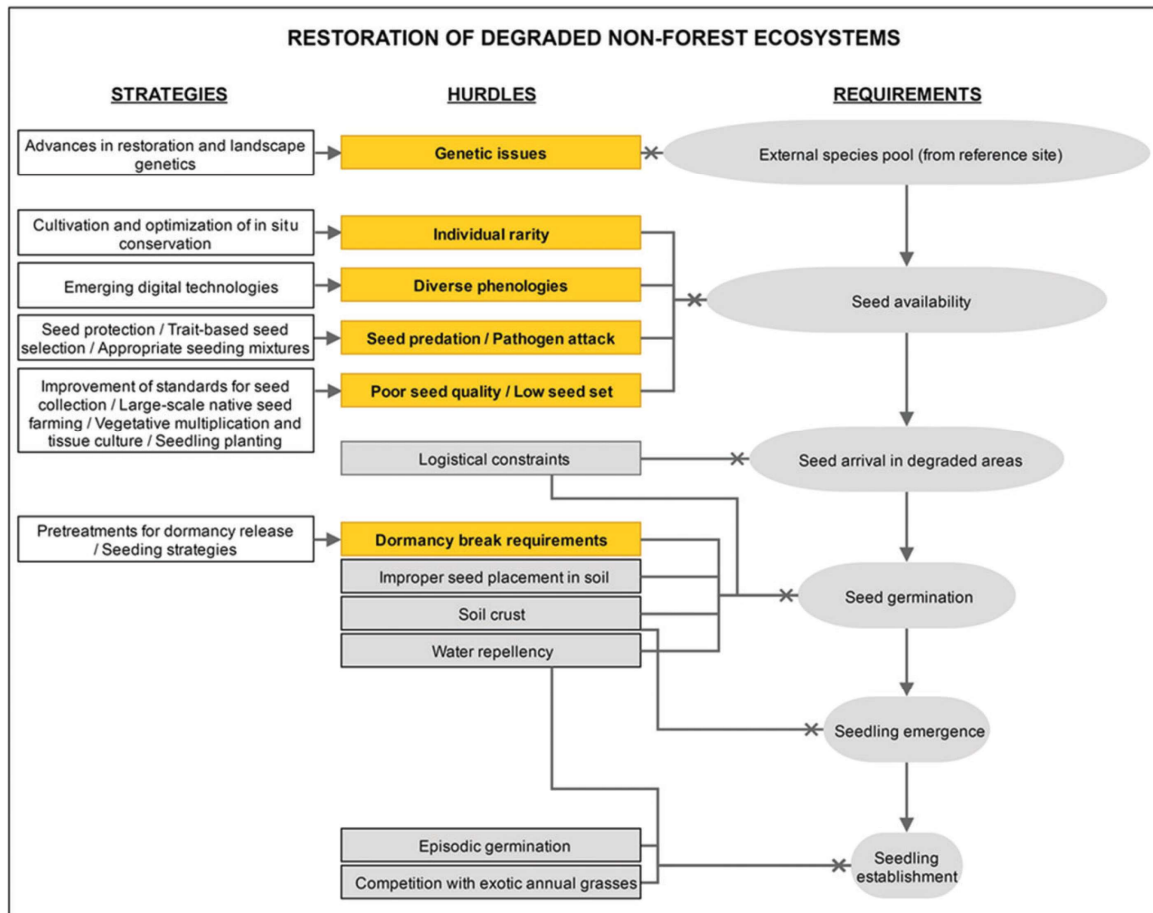 RESTORATION OF DEGRADED NON-FOREST ECOSYSTEMS
STRATEGIES
HURDLES
REQUIREMENTS
Advances in restoration and landscape
genetics
Genetic issues
External species pool (from reference site)
Cultivation and optimization of in situ
conservation
Individual rarity
Emerging digital technologies
Diverse phenologies
Seed availability
Seed protection / Trait-based seed
selection / Appropriate seeding mixtures
Seed predation / Pathogen attack
Improvement of standards for seed
collection / Large-scale native seed
farming / Vegetative multiplication and
tissue culture / Seedling planting
Poor seed quality / Low seed set
Logistical constraints
Seed arrival in degraded areas
Pretreatments for dormancy release
/ Seeding strategies
Dormancy break requirements
Improper seed placement in soil
Seed germination
Soil crust
Water repellency
Seedling emergence
Episodic germination
Competition with exotic annual grasses
Seedling
establishment